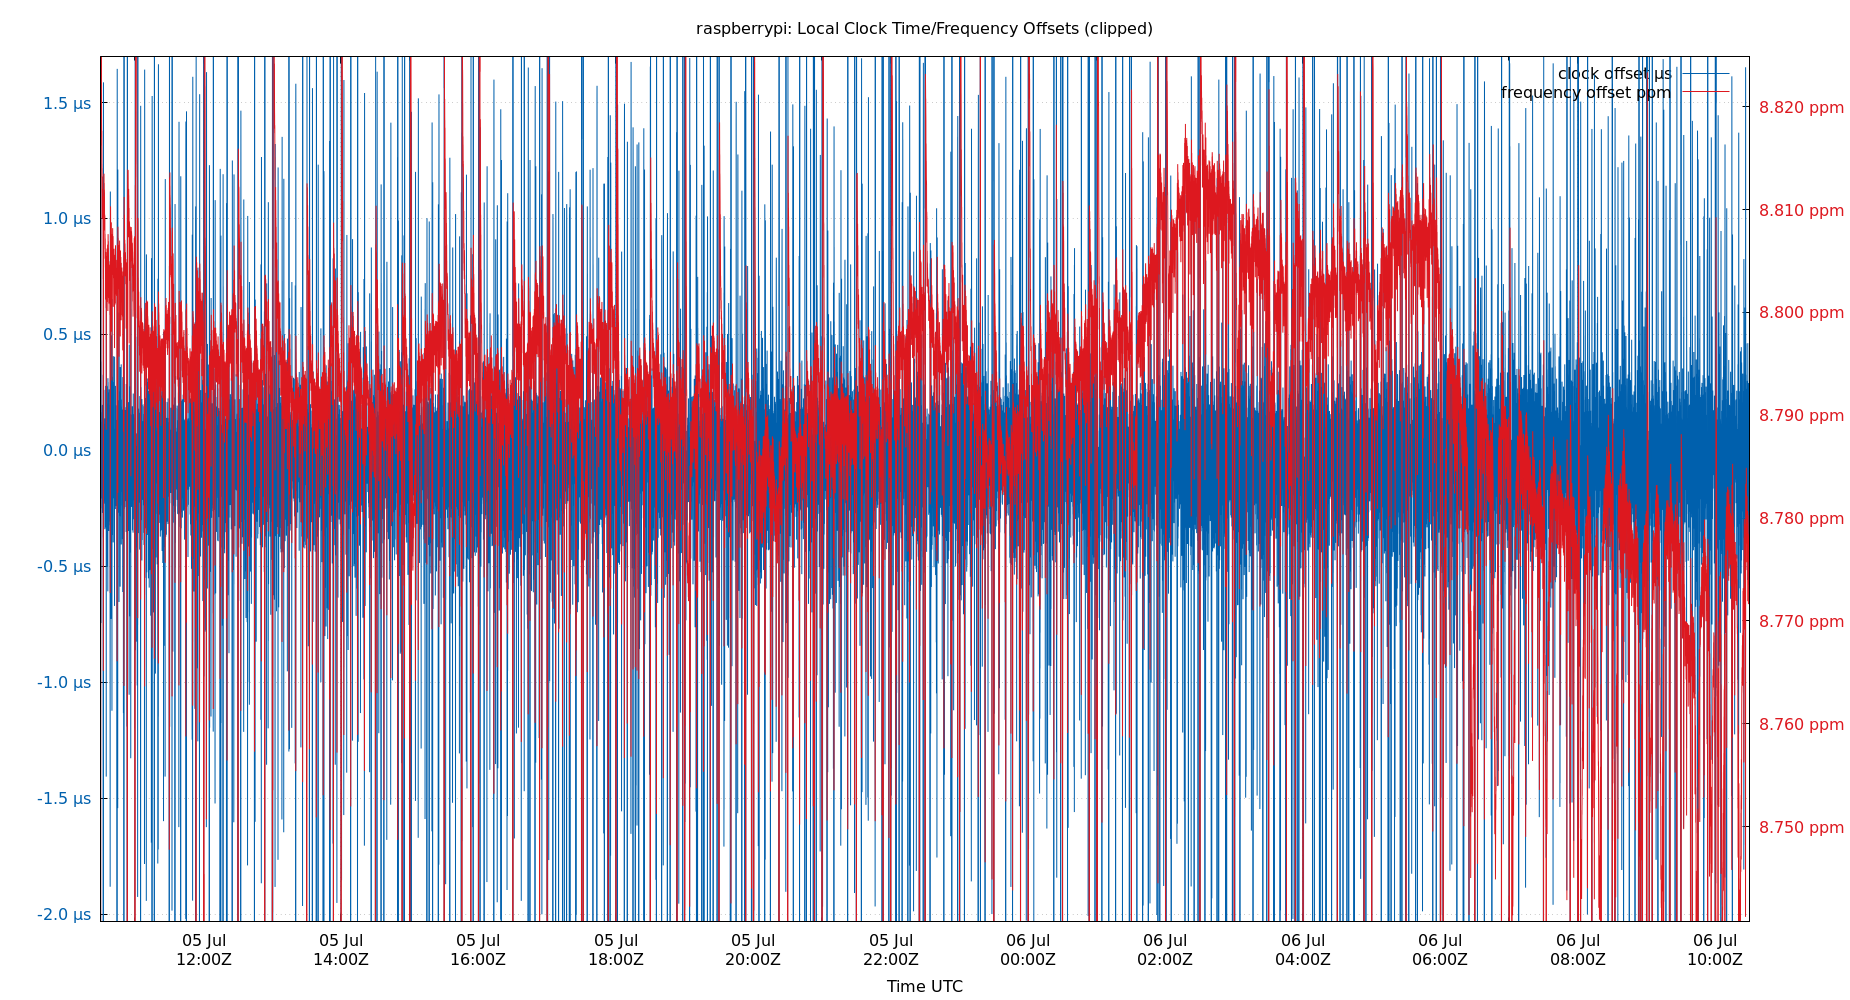 raspberrypi: Local Clock Time/Frequency Offsets (clipped)
clock offset µs
frequency offset ppm
1.5 µs
1.0 µs
0.5 µs
0.0 µs
-0.5 µs
-1.0 µs
-1.5 µs
-2.0 µs
8.820 ppm
8.810 ppm
8.800 ppm
8.790 ppm
8.780 ppm
8.770 ppm
8.760 ppm
8.750 ppm
05 Jul 05 Jul 05 Jul 05 Jul 05 Jul 05 Jul 06 Jul 06 Jul 06 Jul 06 Jul 06 Jul 06 Jul
12:00Z 14:00Z 16:00Z 18:00Z 20:00Z 22:00Z 00:00Z 02:00Z 04:00Z 06:00Z 08:00Z 10:00Z
Time UTC